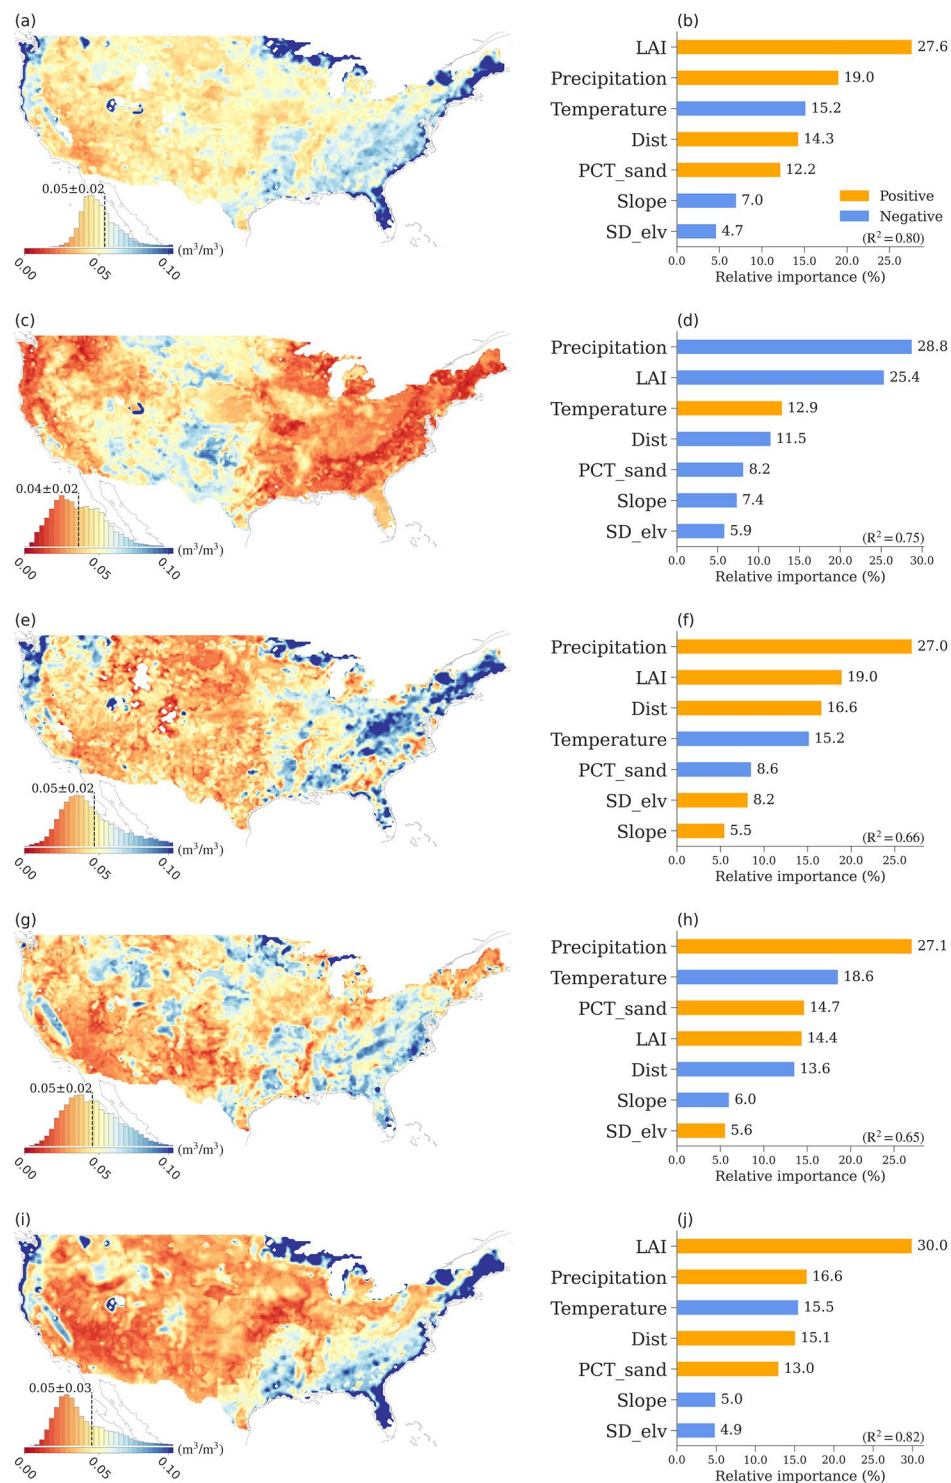 (a)
0.05±0.02
0.00
0.05
0.10
(m³/m³)
(b)
LAI
27.6
Precipitation
19.0
Temperature
15.2
Dist
14.3
PCT_sand
12.2
Slope
7.0
SD_elv
4.7
Positive
Negative
(R²=0.80)
0.0 5.0 10.0 15.0 20.0 25.0
Relative importance (%)
(c)
0.04±0.02
0.00
0.05
0.10
(m³/m³)
(d)
Precipitation
28.8
LAI
25.4
Temperature
12.9
Dist
11.5
PCT_sand
8.2
Slope
7.4
SD_elv
5.9
(R²=0.75)
0.0 5.0 10.0 15.0 20.0 25.0 30.0
Relative importance (%)
(e)
0.05±0.02
0.00
0.05
0.10
(m³/m³)
(f)
Precipitation
27.0
LAI
19.0
Dist
16.6
Temperature
15.2
PCT_sand
8.6
SD_elv
8.2
Slope
5.5
(R²=0.66)
0.0 5.0 10.0 15.0 20.0 25.0
Relative importance (%)
(g)
0.05±0.02
0.00
0.05
0.10
(m³/m³)
(h)
Precipitation
27.1
Temperature
18.6
PCT_sand
14.7
LAI
14.4
Dist
13.6
Slope
6.0
SD_elv
5.6
(R²=0.65)
0.0 5.0 10.0 15.0 20.0 25.0
Relative importance (%)
(i)
0.05±0.03
0.00
0.05
0.10
(m³/m³)
(j)
LAI
30.0
Precipitation
16.6
Temperature
15.5
Dist
15.1
PCT_sand
13.0
Slope
5.0
SD_elv
4.9
(R²=0.82)
0.0 5.0 10.0 15.0 20.0 25.0 30.0
Relative importance (%)